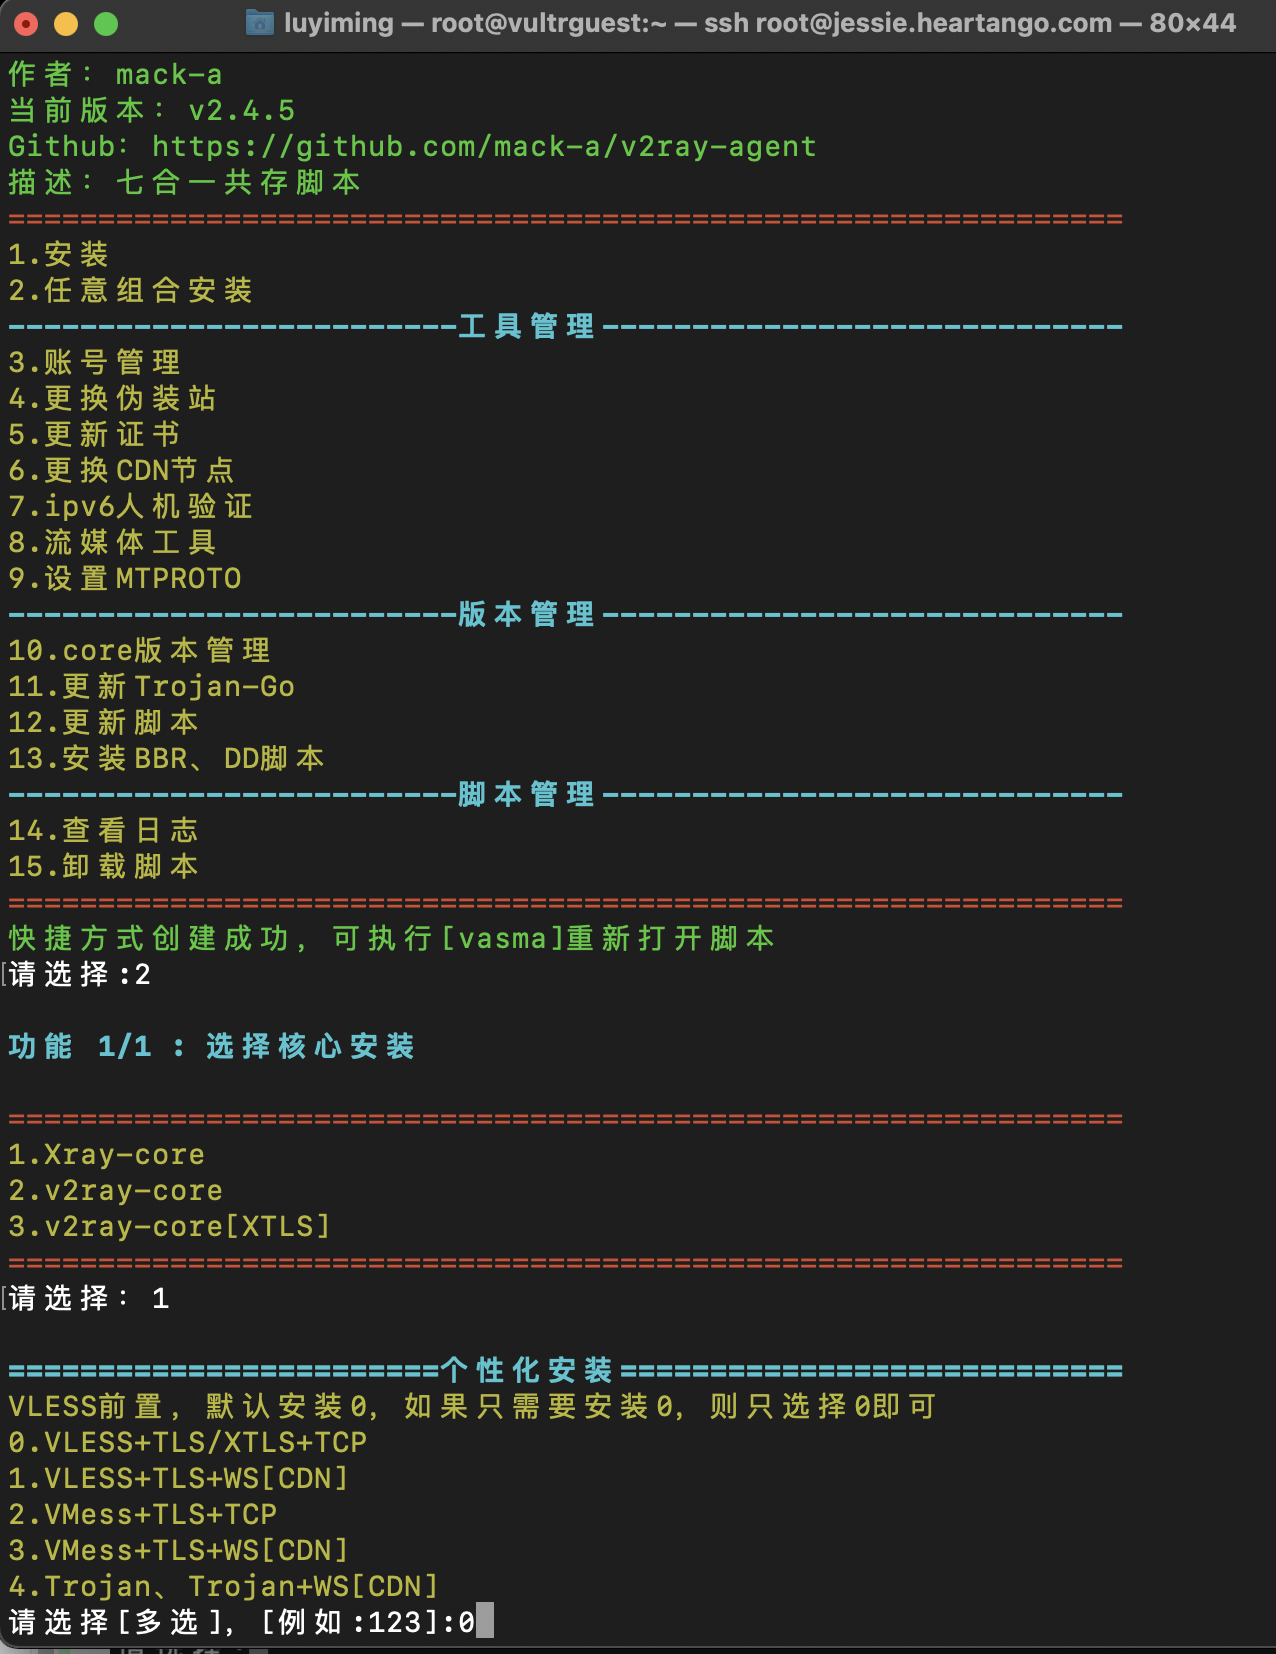 luyiming — root@vultrguest:~ — ssh root@jessie.heartango.com — 80×44
作者：mack-a
当前版本：v2.4.5
Github：https://github.com/mack-a/v2ray-agent
描述：七合一共存脚本
==============================================================
1.安装
2.任意组合安装
-------------------------工具管理-----------------------------
3.账号管理
4.更换伪装站
5.更新证书
6.更换CDN节点
7.ipv6人机验证
8.流媒体工具
9.设置MTPROTO
-------------------------版本管理-----------------------------
10.core版本管理
11.更新Trojan-Go
12.更新脚本
13.安装BBR、DD脚本
-------------------------脚本管理-----------------------------
14.查看日志
15.卸载脚本
==============================================================
快捷方式创建成功，可执行[vasma]重新打开脚本
请选择:2
功能 1/1 : 选择核心安装
==============================================================
1.Xray-core
2.v2ray-core
3.v2ray-core[XTLS]
==============================================================
请选择：1
========================个性化安装============================
VLESS前置，默认安装0，如果只需要安装0，则只选择0即可
0.VLESS+TLS/XTLS+TCP
1.VLESS+TLS+WS[CDN]
2.VMess+TLS+TCP
3.VMess+TLS+WS[CDN]
4.Trojan、Trojan+WS[CDN]
请选择[多选]，[例如:123]:0